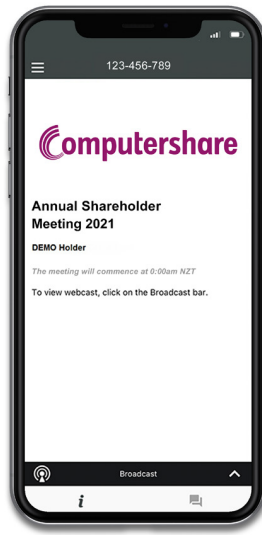 123-456-789
Computershare
Annual Shareholder
Meeting 2021
DEMO Holder
The meeting will commence at 0:00am NZT
To view webcast, click on the Broadcast bar.
Broadcast
i